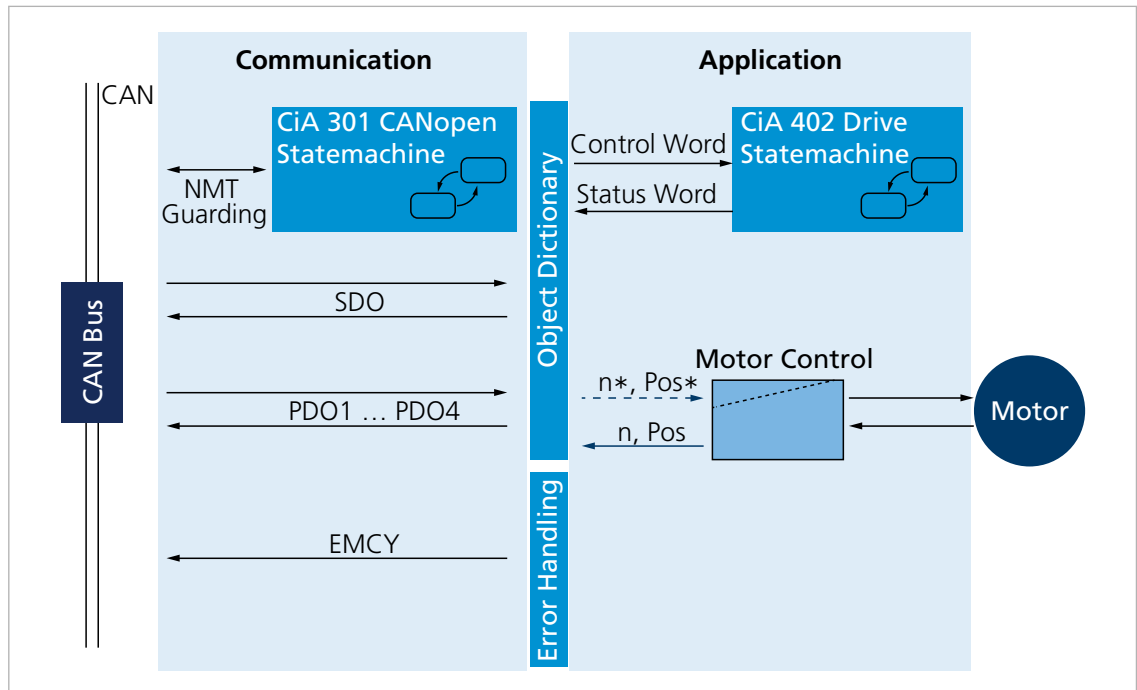 Communication
Application
CAN
CiA 301 CANopen
Statemachine
NMT
Guarding
Control Word
Status Word
CiA 402 Drive
Statemachine
Object Dictionary
SDO
CAN Bus
PDO1 … PDO4
Motor Control
n*, Pos*
n, Pos
Motor
EMCY
Error Handling